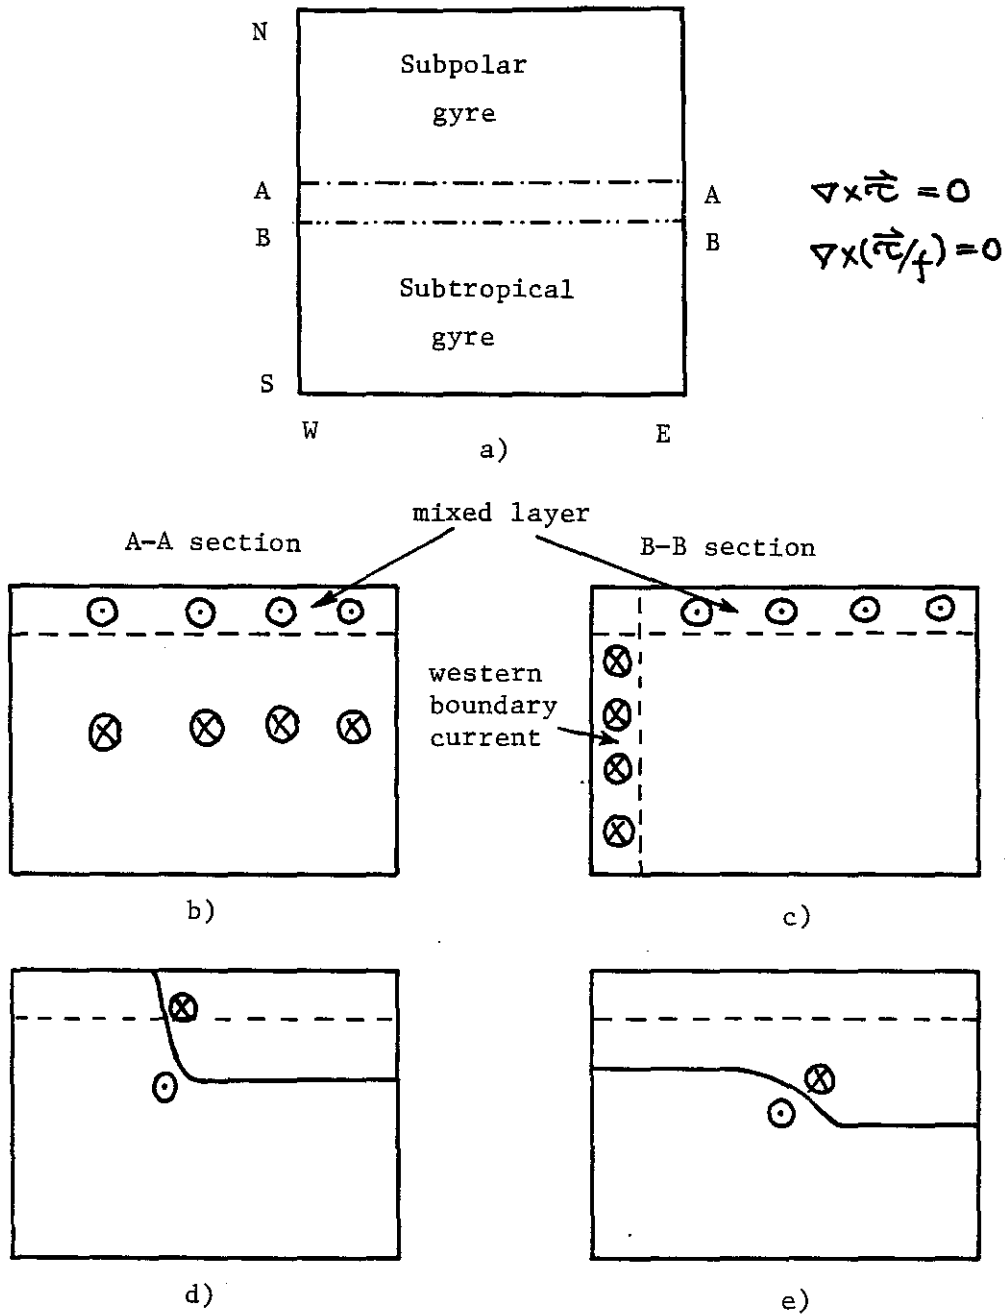 N
Subpolar
gyre
A
A
∇×τ⃗ = 0
B
B
∇×(τ⃗/f) = 0
Subtropical
gyre
S
W
E
a)
mixed layer
A-A section
B-B section
western
boundary
current
b)
c)
d)
e)